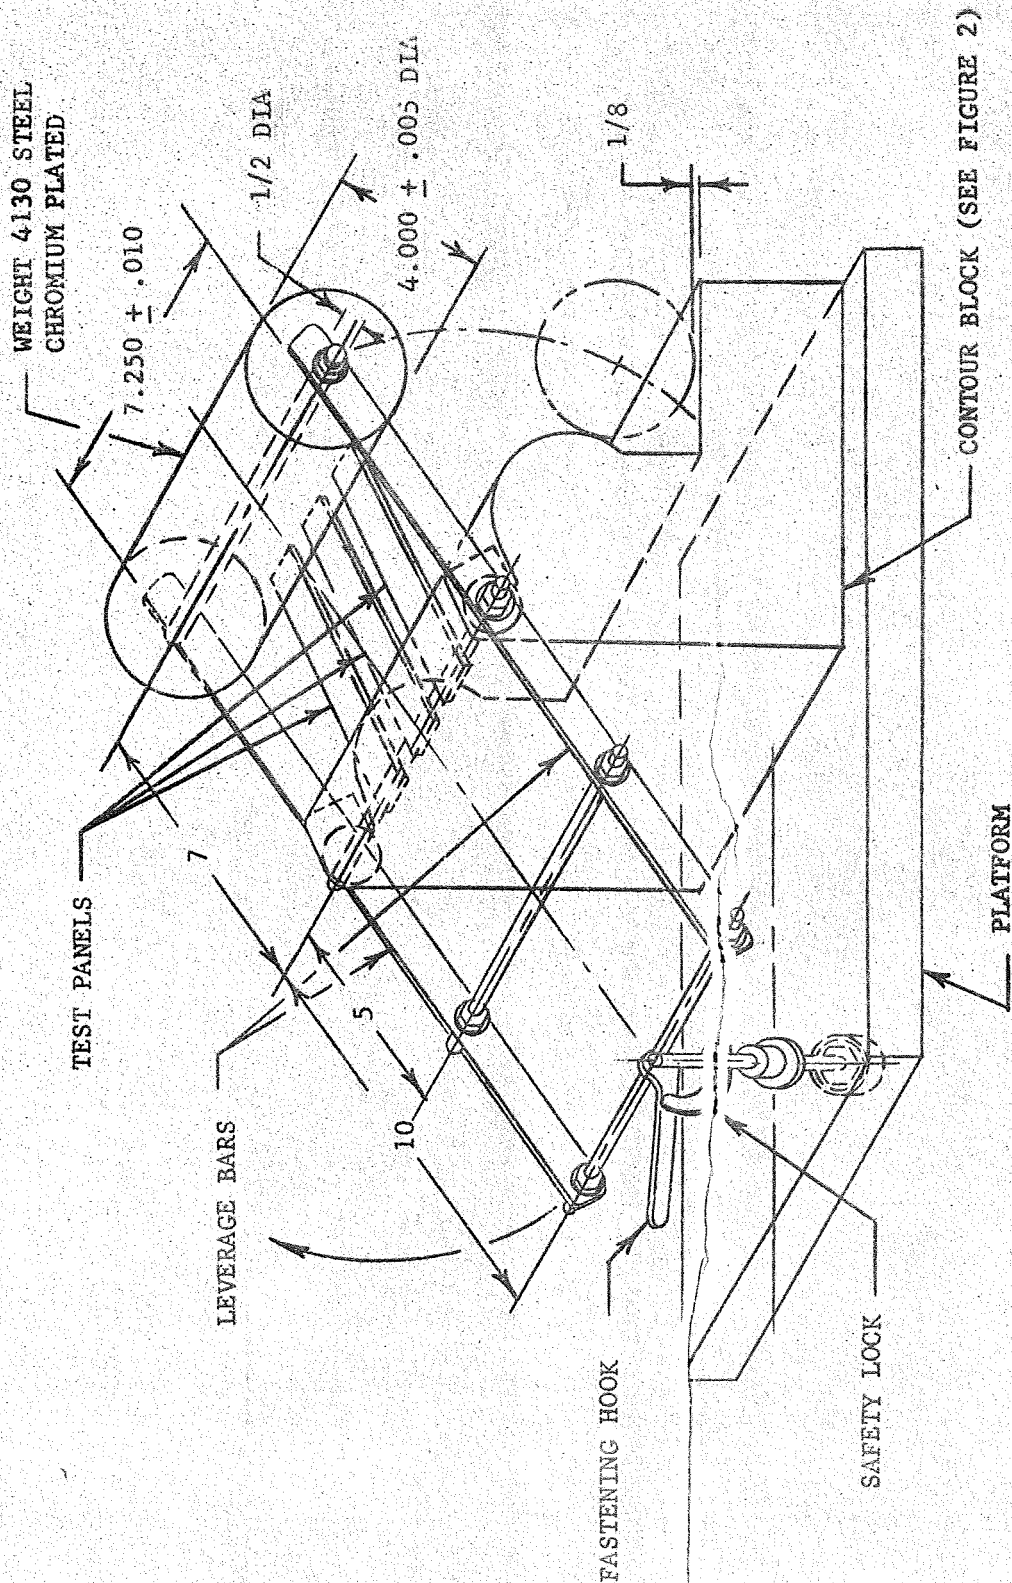 WEIGHT 4130 STEEL
CHROMIUM PLATED
7.250 ± .010
1/2 DIA
4.000 ± .005 DIA
1/8
CONTOUR BLOCK (SEE FIGURE 2)
TEST PANELS
7
5
10
LEVERAGE BARS
PLATFORM
FASTENING HOOK
SAFETY LOCK